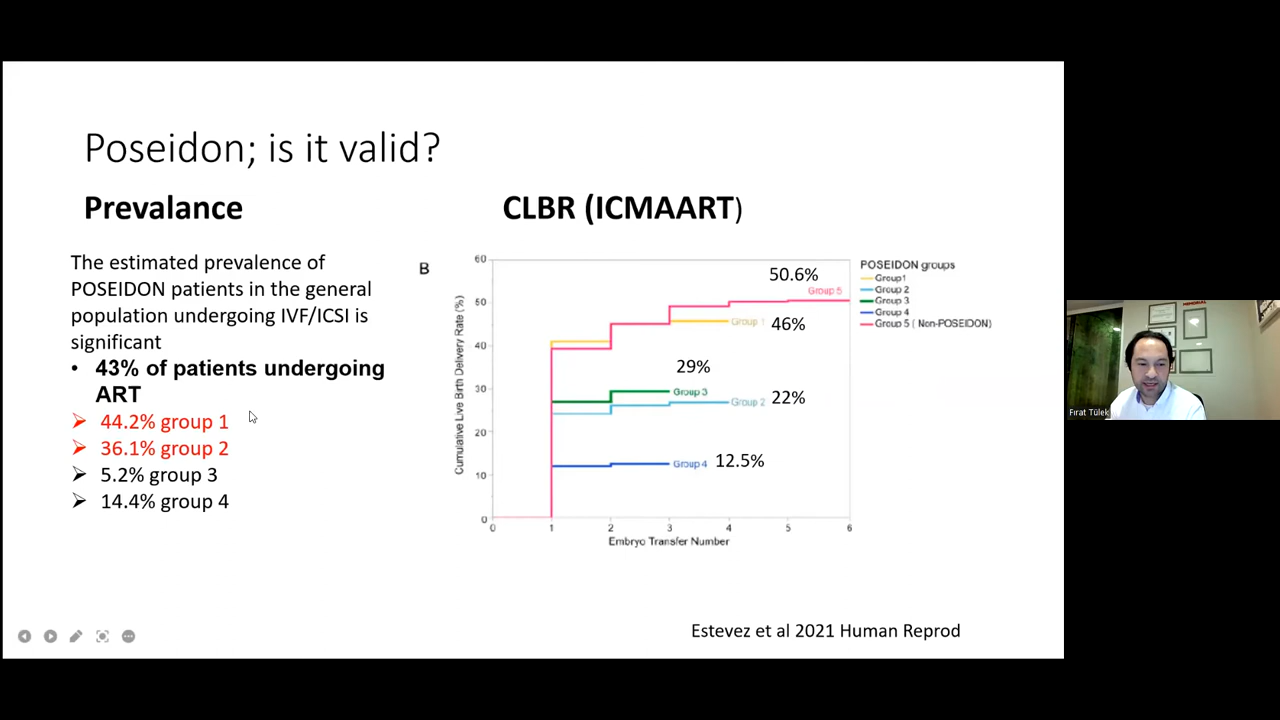 Poseidon; is it valid?
Prevalance
The estimated prevalence of
POSEIDON patients in the general
population undergoing IVF/ICSI is
significant
• 43% of patients undergoing
ART
44.2% group 1
36.1% group 2
5.2% group 3
14.4% group 4
CLBR (ICMAART)
B
Cumulative Live Birth Delivery Rate (%)
60
50
40
30
20
10
0
0 1 2 3 4 5 6
Embryo Transfer Number
50.6%
Group 5
Group 1 46%
29%
Group 3
Group 2 22%
Group 4 12.5%
POSEIDON groups
Group1
Group 2
Group 3
Group 4
Group 5 ( Non-POSEIDON)
Estevez et al 2021 Human Reprod
Fırat Tülek